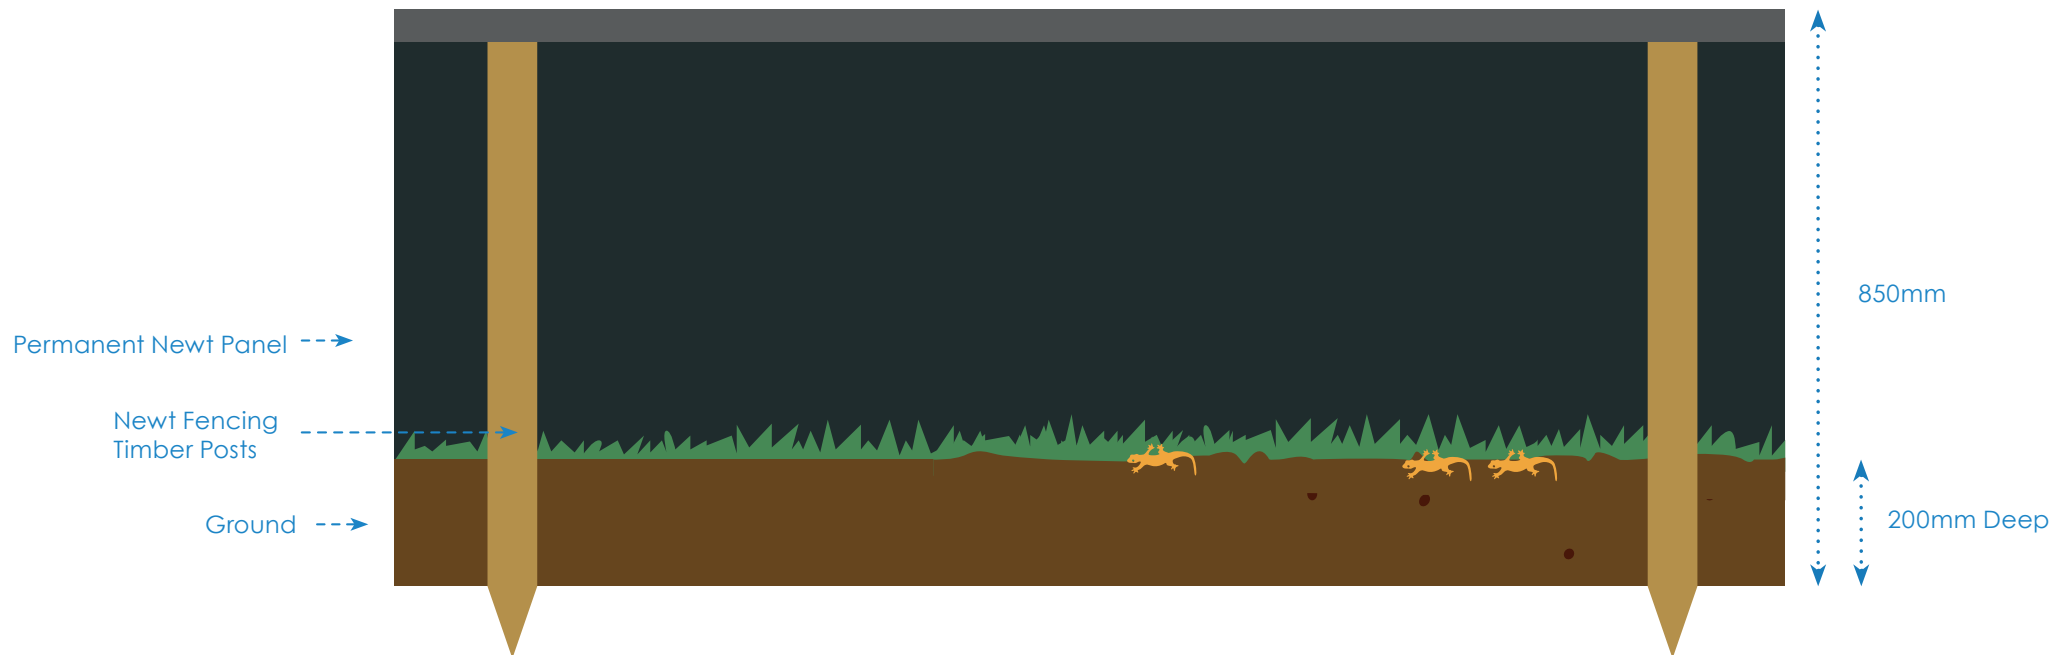 850mm
Permanent Newt Panel
Newt Fencing
Timber Posts
Ground
200mm Deep